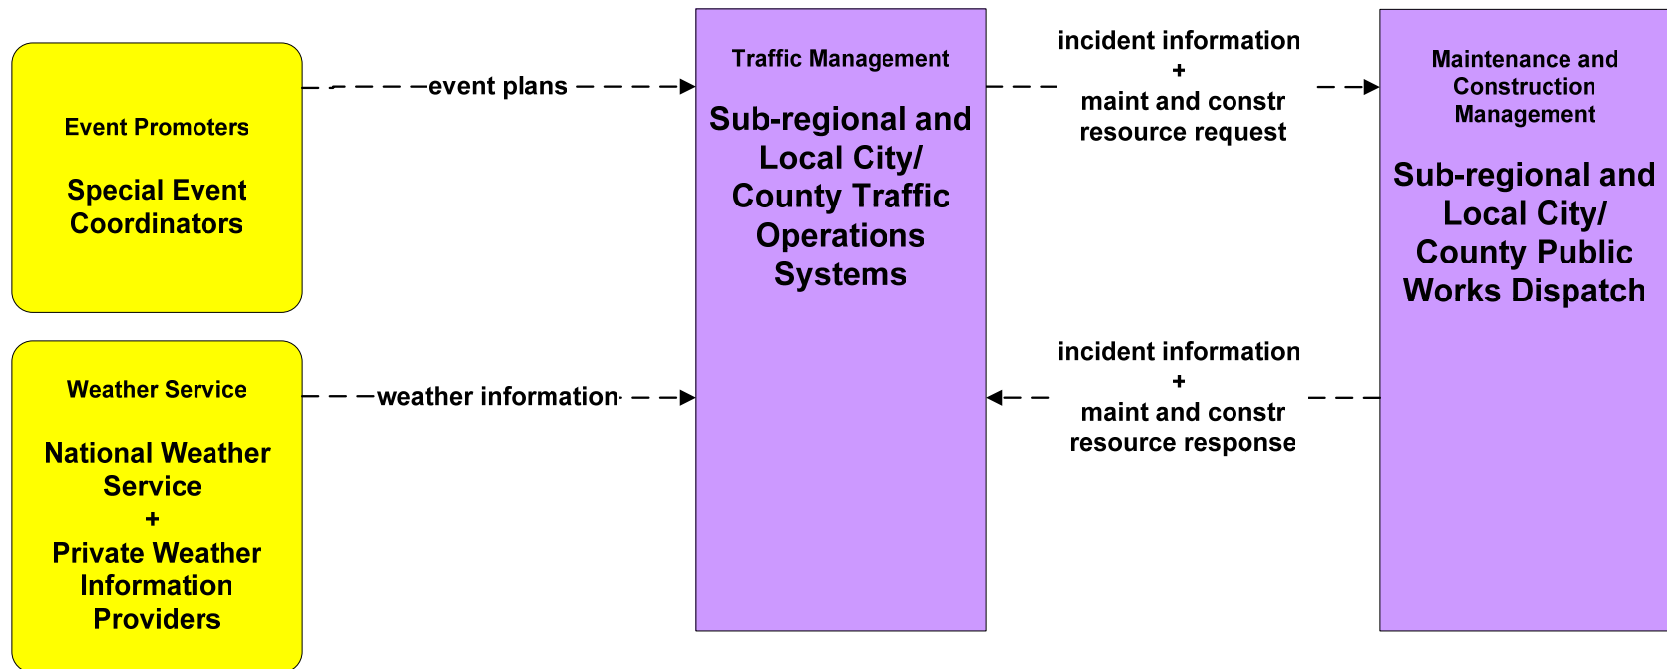 Event Promoters
Special Event
Coordinators
event plans
Weather Service
National Weather
Service
+
Private Weather
Information
Providers
weather information
Traffic Management
Sub-regional and
Local City/
County Traffic
Operations
Systems
incident information
+
maint and constr
resource request
incident information
+
maint and constr
resource response
Maintenance and
Construction
Management
Sub-regional and
Local City/
County Public
Works Dispatch